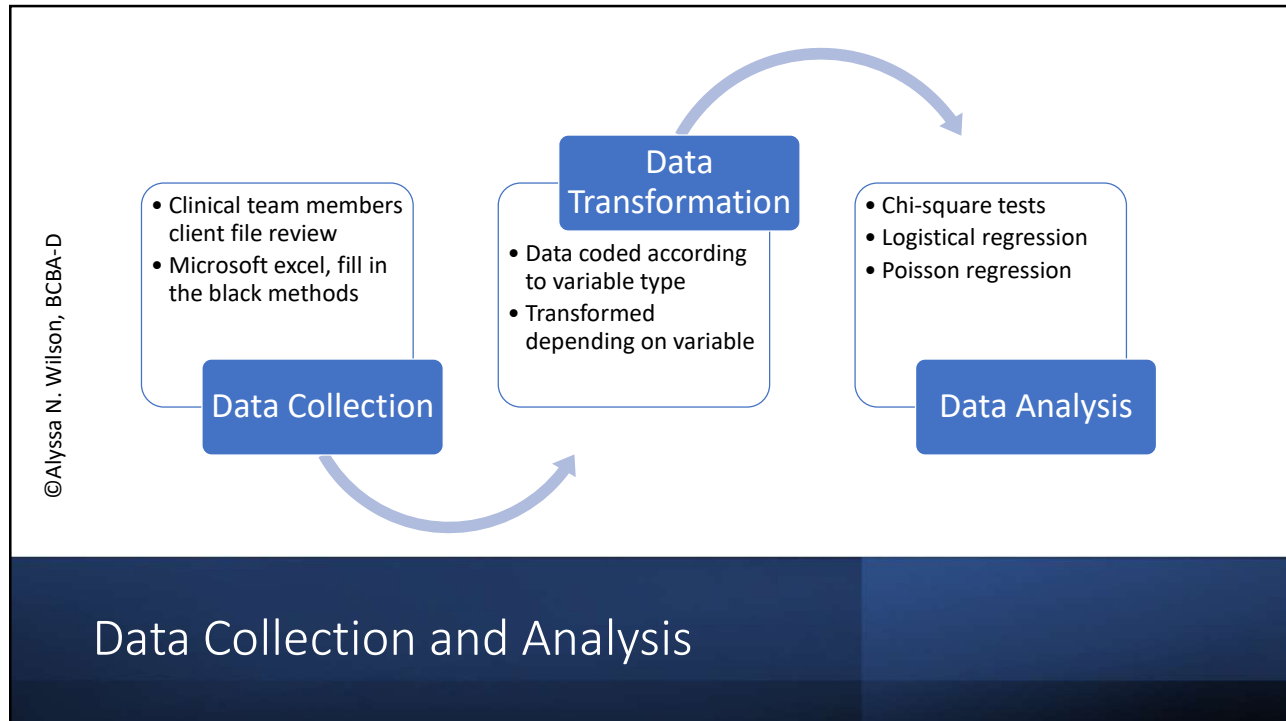 ©Alyssa N. Wilson, BCBA-D
• Clinical team members
client file review
• Microsoft excel, fill in
the black methods
Data Collection
Data
Transformation
• Data coded according
to variable type
• Transformed
depending on variable
• Chi-square tests
• Logistical regression
• Poisson regression
Data Analysis
Data Collection and Analysis